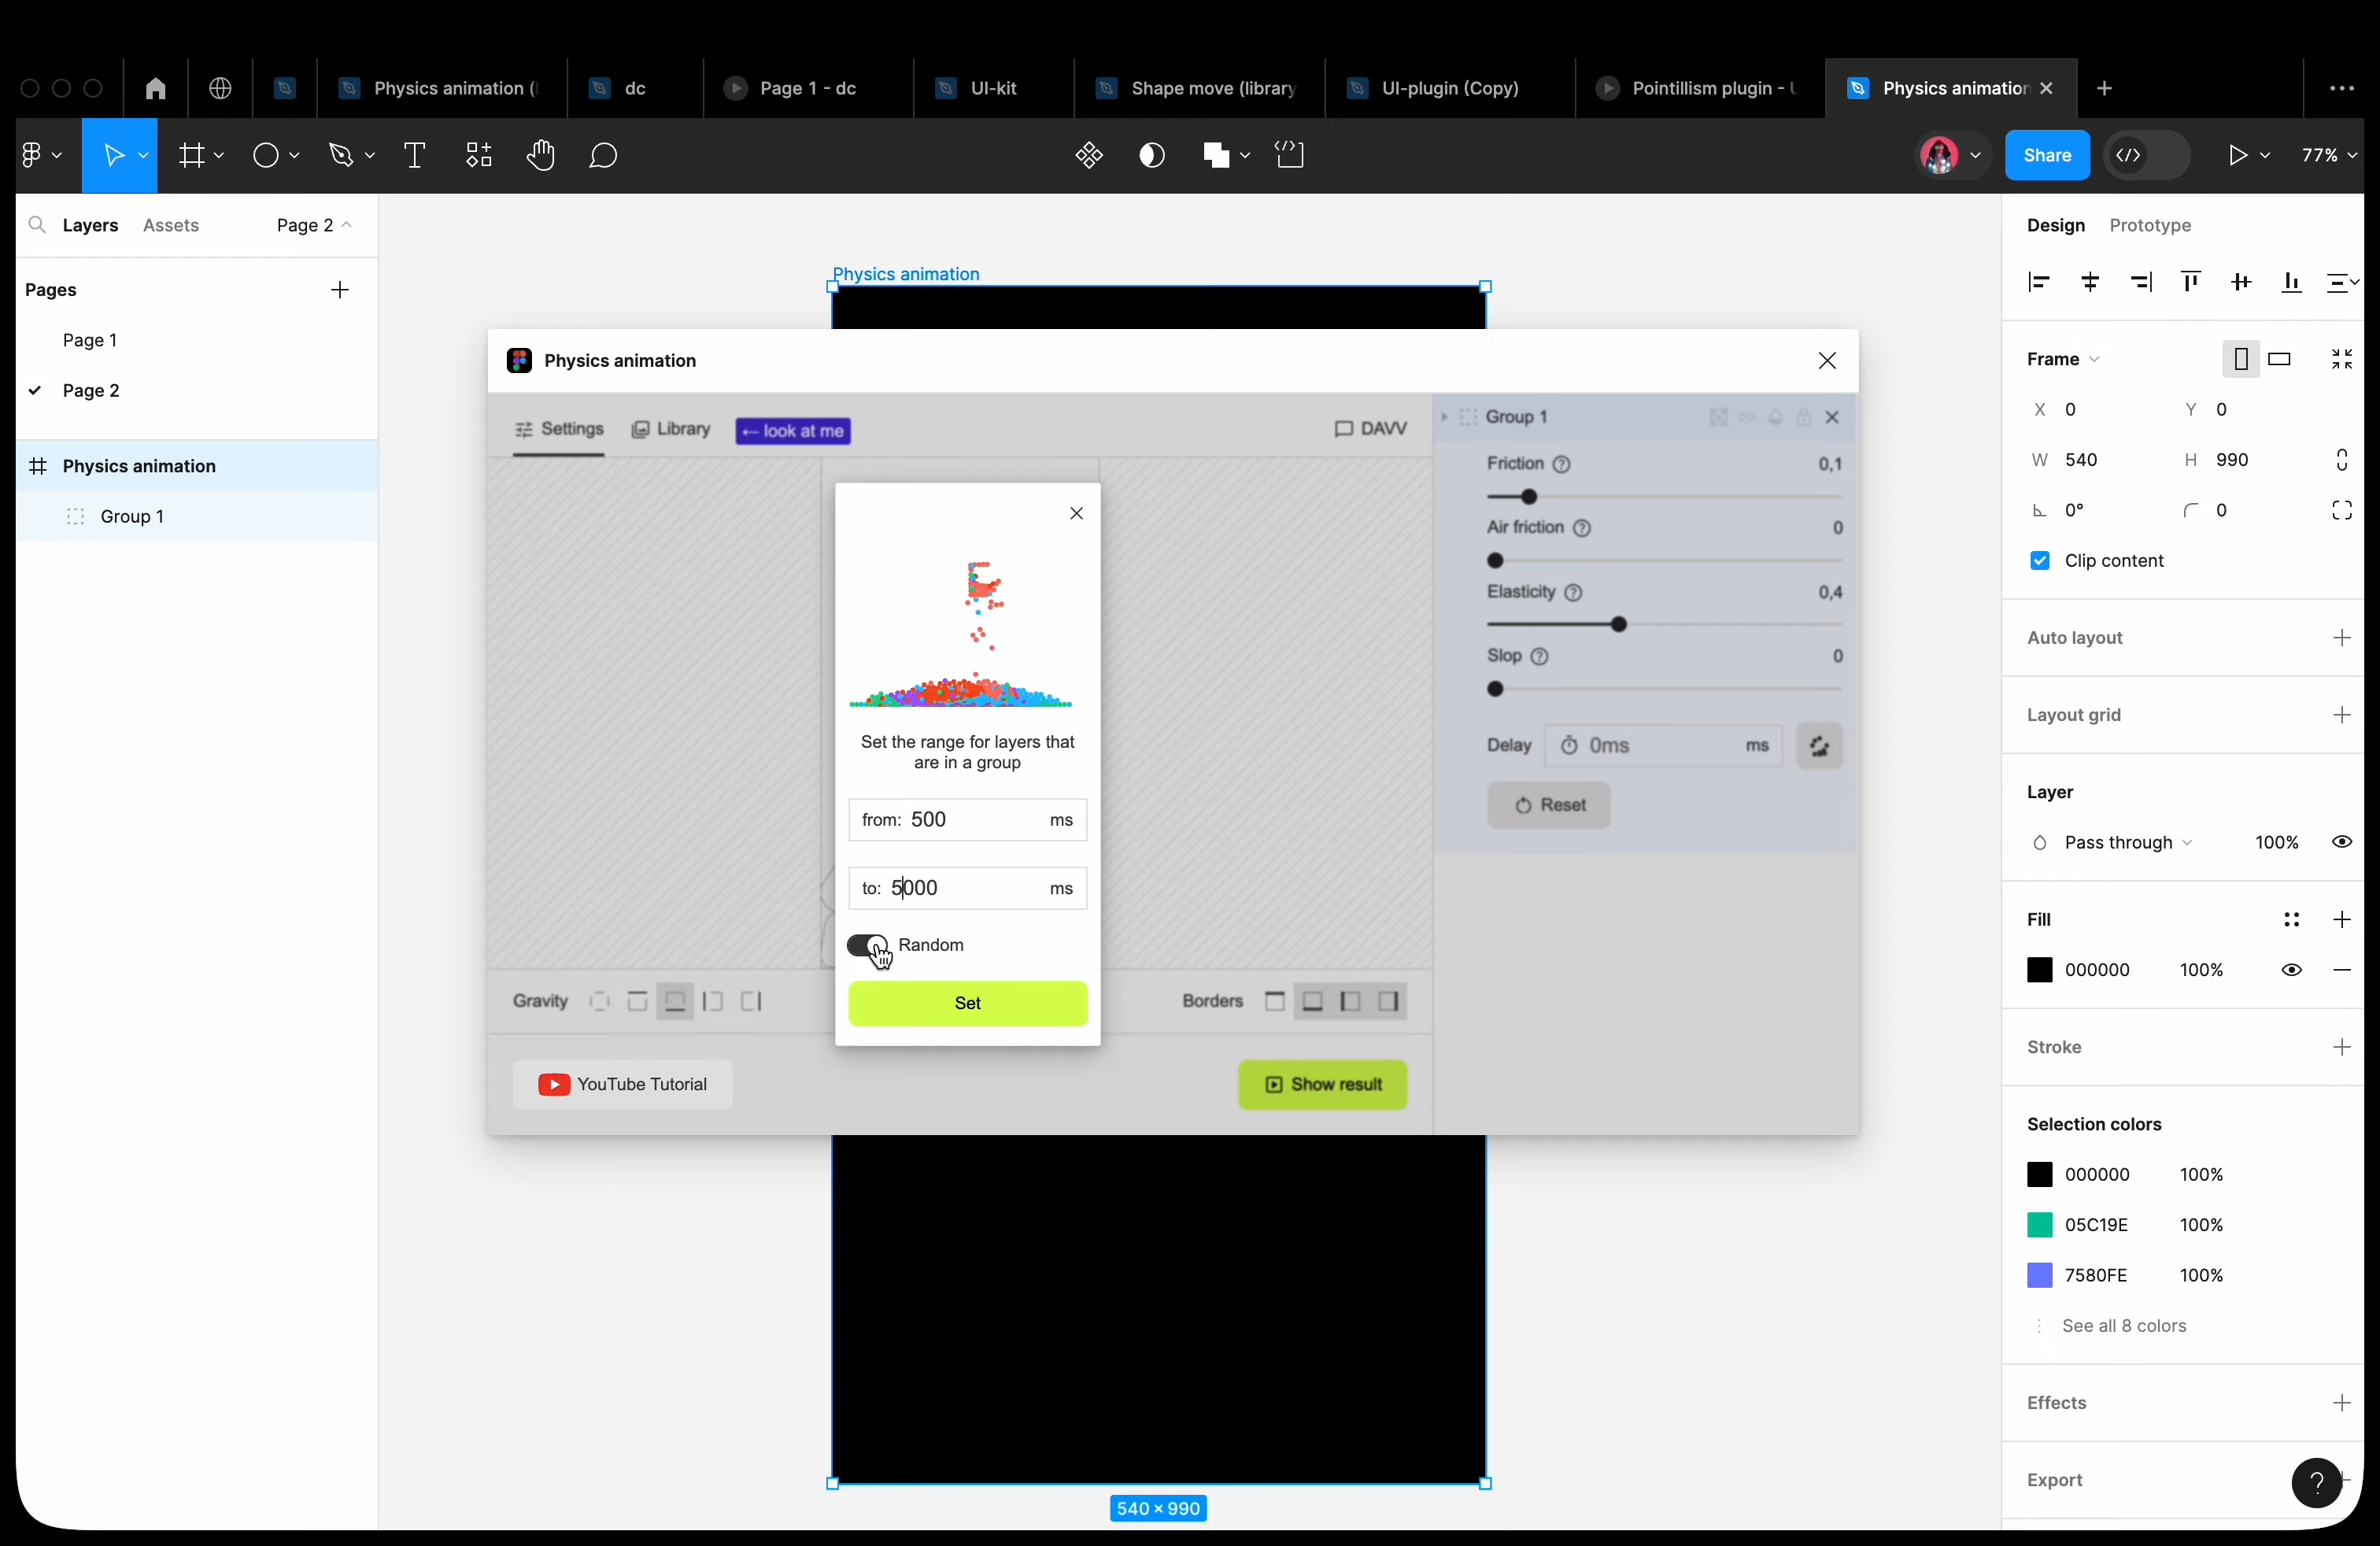 Physics animation (
dc
Page 1 - dc
UI-kit
Shape move (library
UI-plugin (Copy)
Pointillism plugin -
Physics animation
Share
77%
Layers
Assets
Page 2
Pages
Page 1
Page 2
Physics animation
Group 1
Physics animation
Physics animation
Settings
Library
← look at me
DAVV
Group 1
Friction
0,1
Air friction
0
Elasticity
0,4
Slop
0
Delay
0ms
ms
Reset
Set the range for layers that
are in a group
from: 500 ms
to: 5000 ms
Random
Set
Gravity
Borders
YouTube Tutorial
Show result
540 × 990
Design
Prototype
Frame
X 0
Y 0
W 540
H 990
0°
0
Clip content
Auto layout
Layout grid
Layer
Pass through
100%
Fill
000000
100%
Stroke
Selection colors
000000 100%
05C19E 100%
7580FE 100%
See all 8 colors
Effects
Export
?